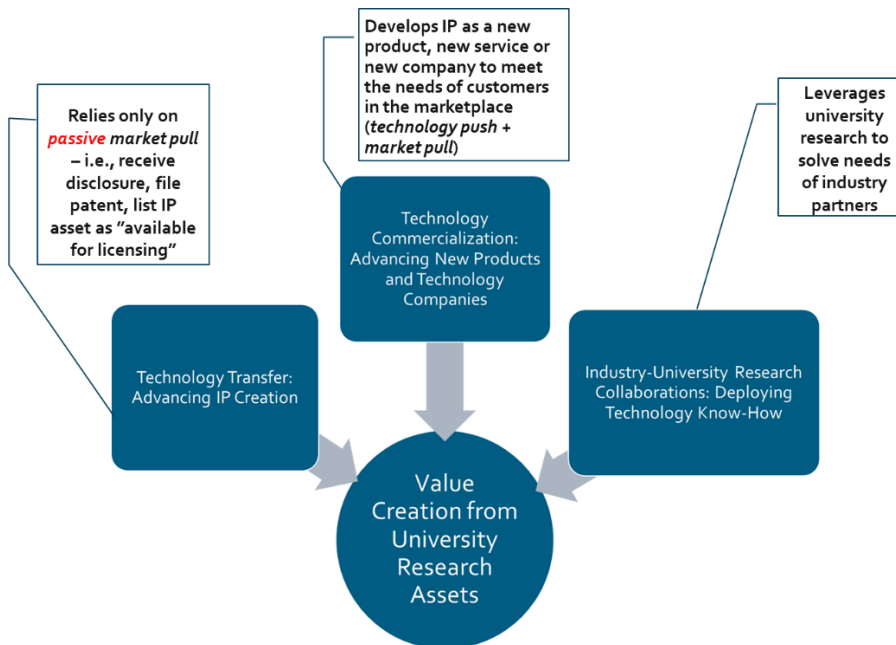 Relies only on
passive market pull
– i.e., receive
disclosure, file
patent, list IP
asset as "available
for licensing"
Develops IP as a new
product, new service or
new company to meet
the needs of customers
in the marketplace
(technology push +
market pull)
Leverages
university
research to
solve needs
of industry
partners
Technology
Commercialization:
Advancing New Products
and Technology
Companies
Technology Transfer:
Advancing IP Creation
Industry-University Research
Collaborations: Deploying
Technology Know-How
Value
Creation from
University
Research
Assets